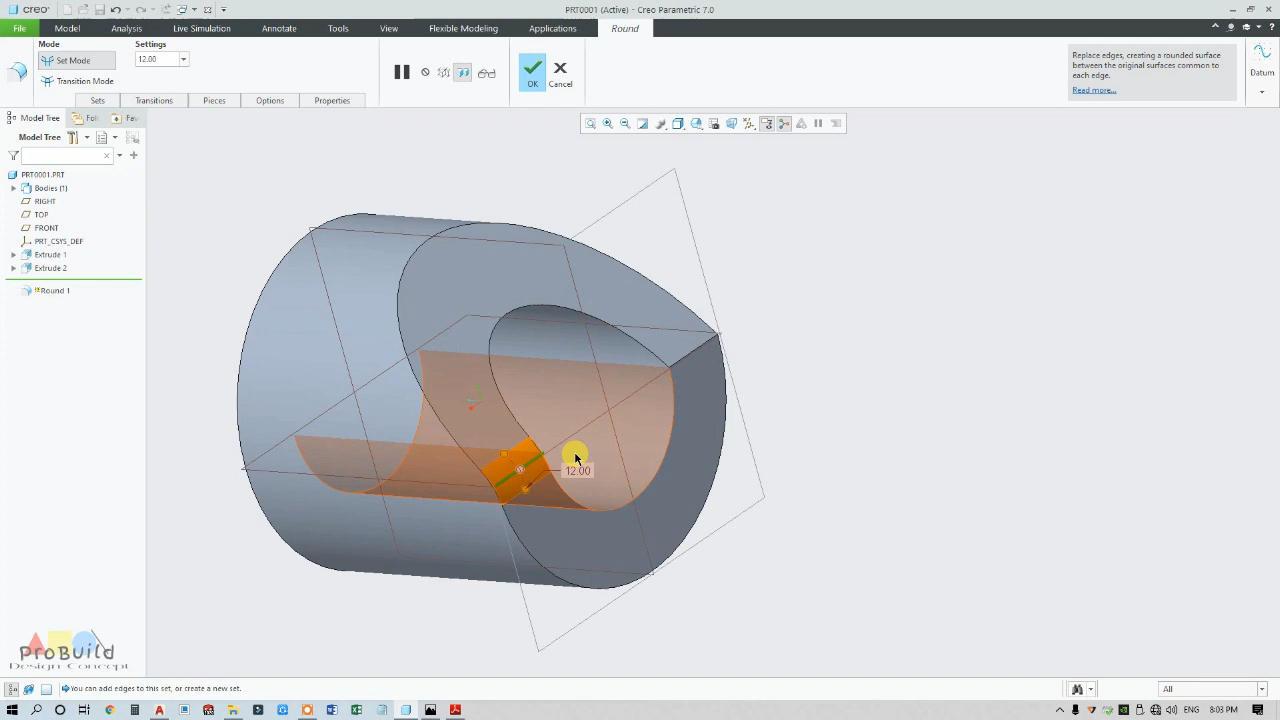 creo
PRT0001 (Active) - Creo Parametric 7.0
File Model Analysis Live Simulation Annotate Tools View Flexible Modeling Applications Round
Mode Settings
Set Mode 12.00
Transition Mode
OK Cancel
Replace edges, creating a rounded surface
between the original surfaces common to
each edge.
Read more...
Datum
Sets Transitions Pieces Options Properties
Model Tree Fol Fav
Model Tree
PRT0001.PRT
Bodies (1)
RIGHT
TOP
FRONT
PRT_CSYS_DEF
Extrude 1
Extrude 2
Round 1
12.00
ProBuild
Design Concept
You can add edges to this set, or create a new set.
All
ENG 8:03 PM